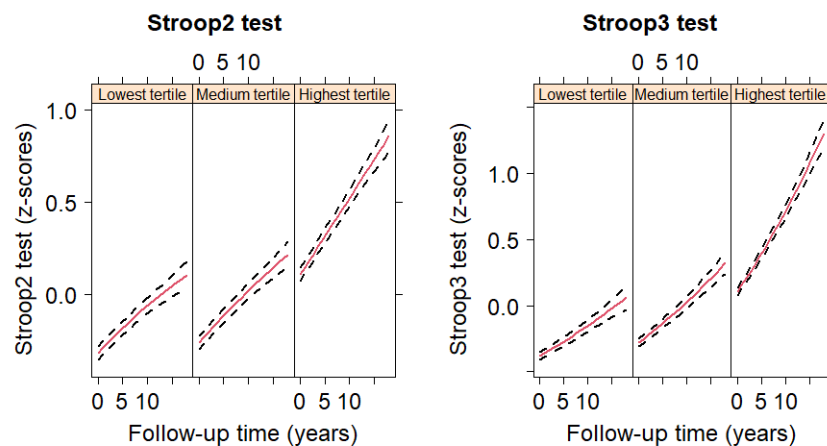 Stroop2 test
0 5 10
Lowest tertile Medium tertile Highest tertile
1.0
0.5
0.0
Stroop2 test (z-scores)
0 5 10 0 5 10
Follow-up time (years)
Stroop3 test
0 5 10
Lowest tertile Medium tertile Highest tertile
1.0
0.5
0.0
Stroop3 test (z-scores)
0 5 10 0 5 10
Follow-up time (years)